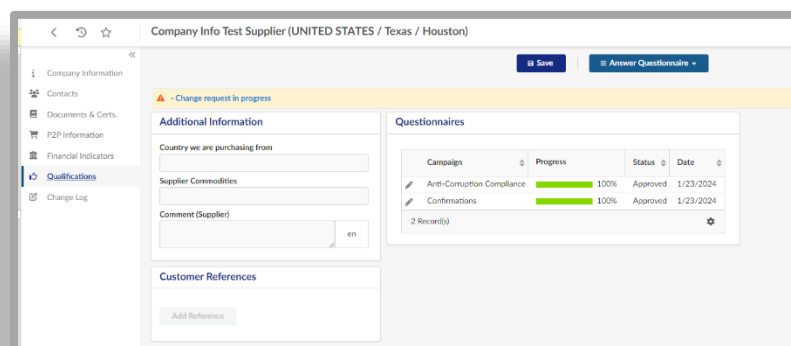 Company Info Test Supplier (UNITED STATES / Texas / Houston)
Company Information
Contacts
Documents & Certs.
P2P Information
Financial Indicators
Qualifications
Change Log
Save
Answer Questionnaire
- Change request in progress
Additional Information
Country we are purchasing from
Supplier Commodities
Comment (Supplier)
en
Customer References
Add Reference
Questionnaires
Campaign Progress Status Date
Anti-Corruption Compliance 100% Approved 1/23/2024
Confirmations 100% Approved 1/23/2024
2 Record(s)